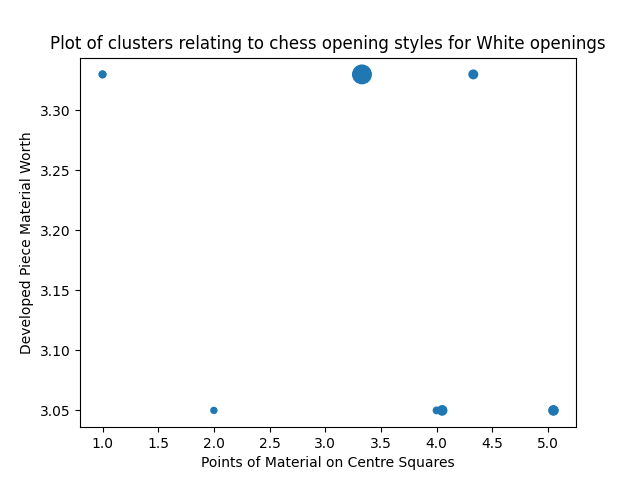 Plot of clusters relating to chess opening styles for White openings
3.30
3.25
3.20
3.15
3.10
3.05
Developed Piece Material Worth
1.0 1.5 2.0 2.5 3.0 3.5 4.0 4.5 5.0
Points of Material on Centre Squares